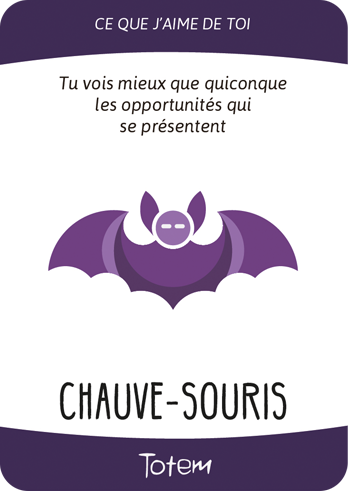 CE QUE J'AIME DE TOI
Tu vois mieux que quiconque
les opportunités qui
se présentent
CHAUVE-SOURIS
Totem